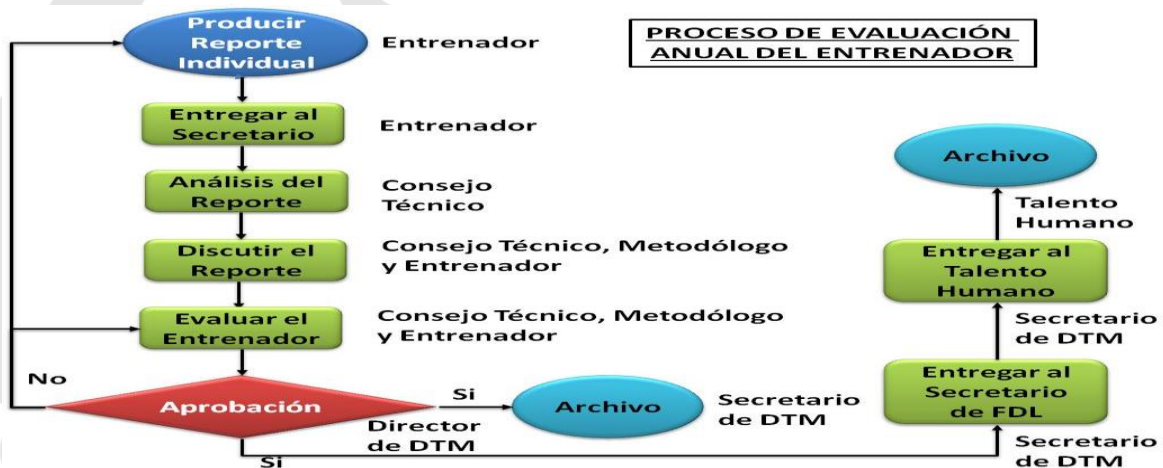 PROCESO DE EVALUACIÓN
ANUAL DEL ENTRENADOR
Producir
Reporte
Individual
Entrenador
Entregar al
Secretario
Entrenador
Análisis del
Reporte
Consejo
Técnico
Discutir el
Reporte
Consejo Técnico, Metodólogo
y Entrenador
Evaluar el
Entrenador
Consejo Técnico, Metodólogo
y Entrenador
No
Aprobación
Director
de DTM
Si
Archivo
Secretario
de DTM
Si
Secretario
de DTM
Entregar al
Secretario
de FDL
Secretario
de DTM
Entregar al
Talento
Humano
Talento
Humano
Archivo